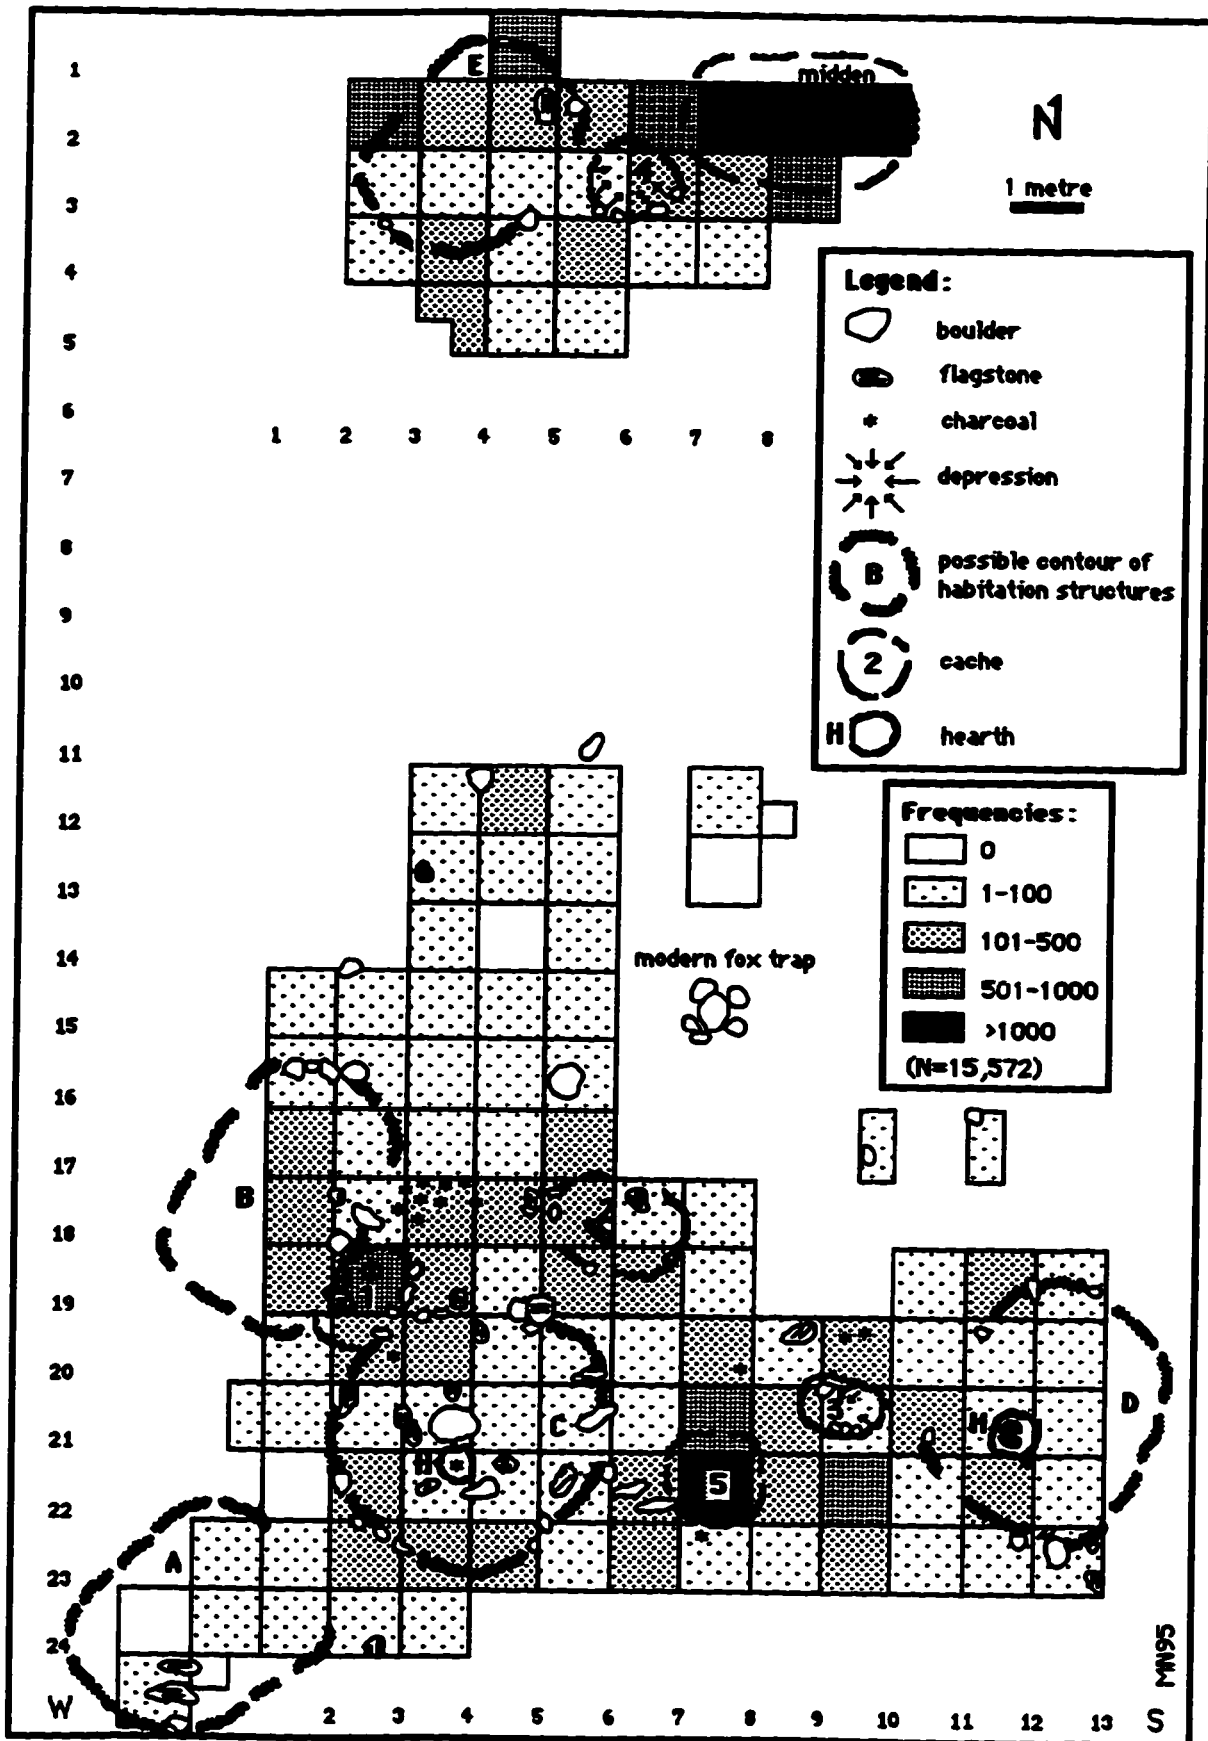 1
E
midden
2
N
3
1 metre
4
5
6
1 2 3 4 5 6 7 8
7
8
9
10
11
12
13
14
15
16
17
18
19
20
21
22
23
24
Legend:
boulder
flagstone
charcoal
depression
B
possible contour of
habitation structures
2
cache
H
hearth
Frequencies:
0
1-100
101-500
501-1000
>1000
(N=15,572)
modern fox trap
B
1
3
C
H
5
H
D
A
W
2 3 4 5 6 7 8 9 10 11 12 13 S
MN95